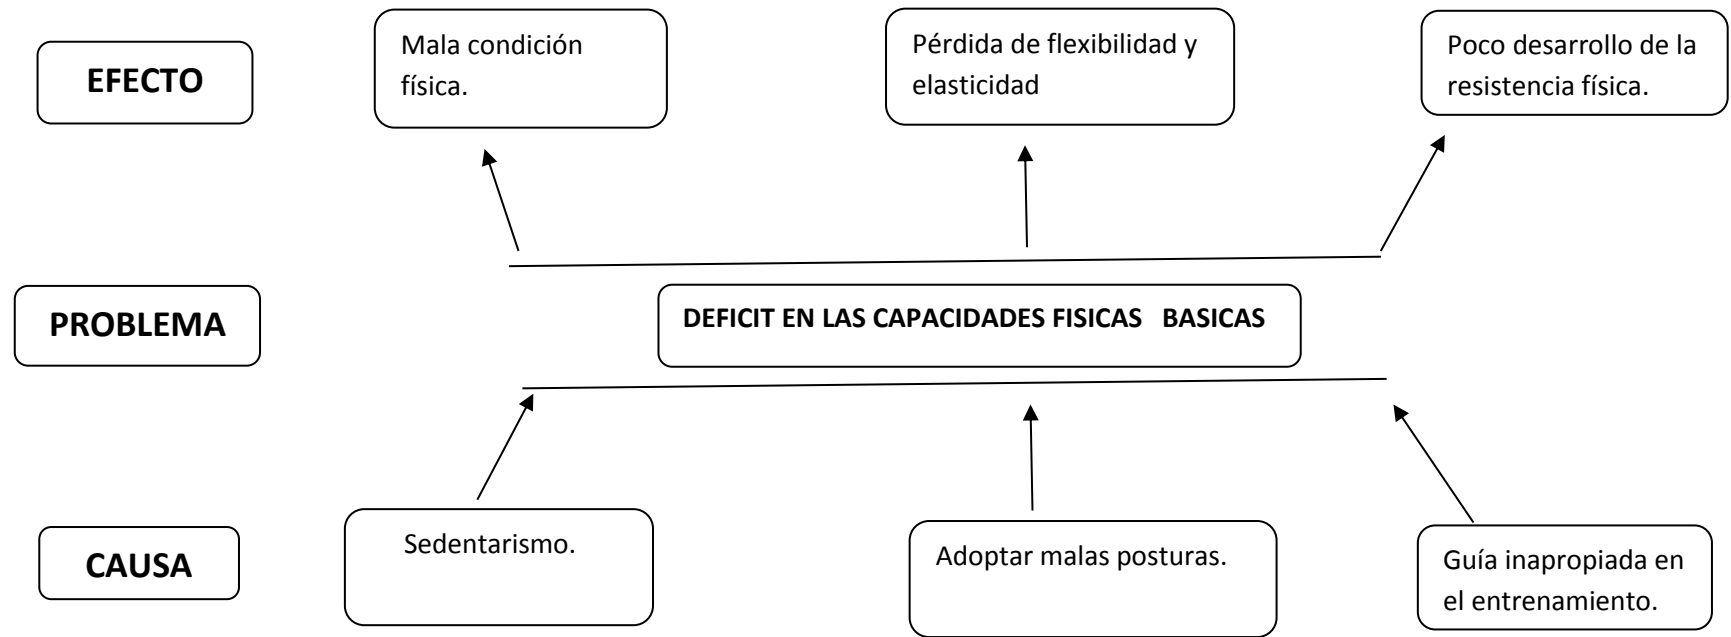 EFECTO
Mala condición
física.
Pérdida de flexibilidad y
elasticidad
Poco desarrollo de la
resistencia física.
PROBLEMA
DEFICIT EN LAS CAPACIDADES FISICAS   BASICAS
CAUSA
Sedentarismo.
Adoptar malas posturas.
Guía inapropiada en
el entrenamiento.